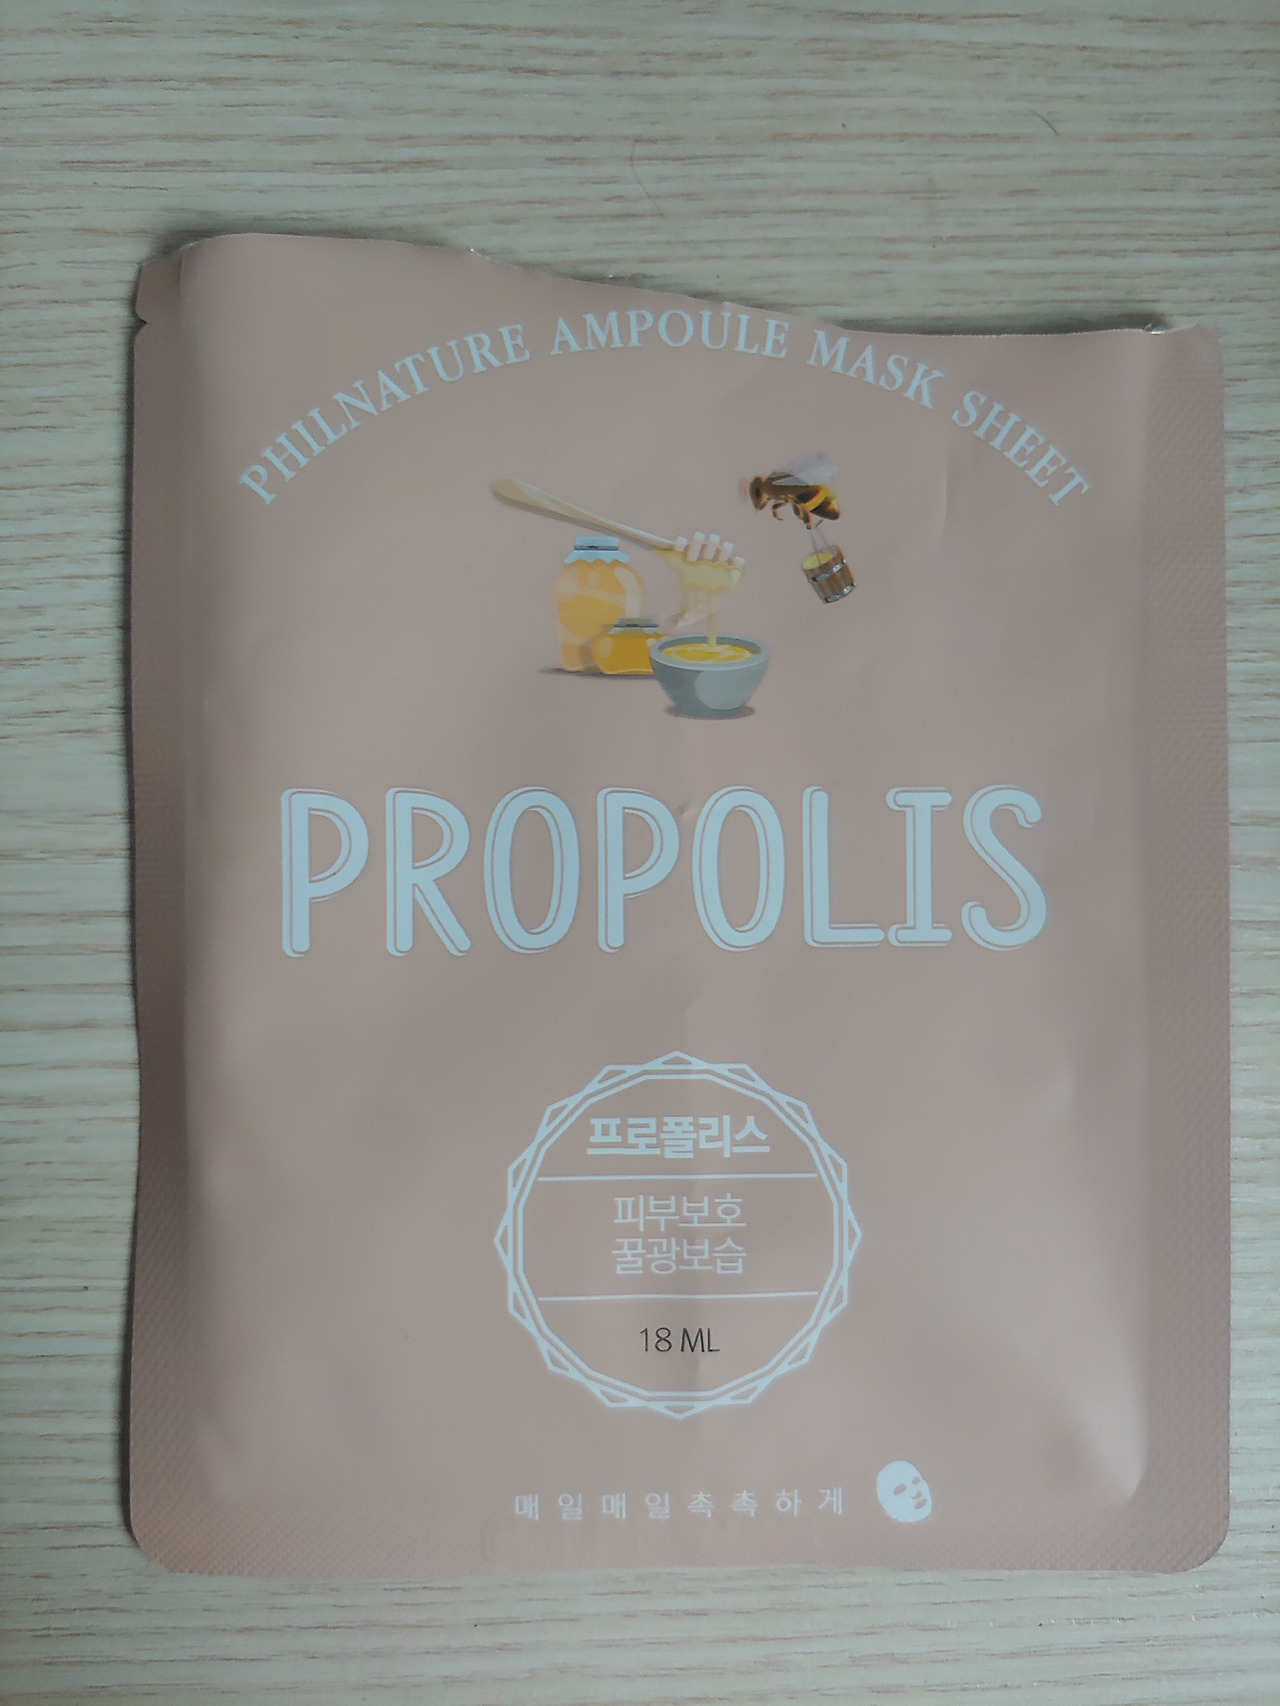 PHILNATURE AMPOULE MASK SHEET
PROPOLIS
프로폴리스
피부보호
꿀광보습
18 ML
매일매일촉촉하게